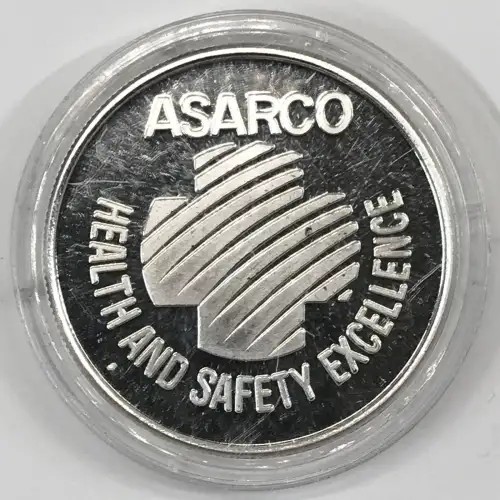 ASARCO
HEALTH AND SAFETY EXCELLENCE